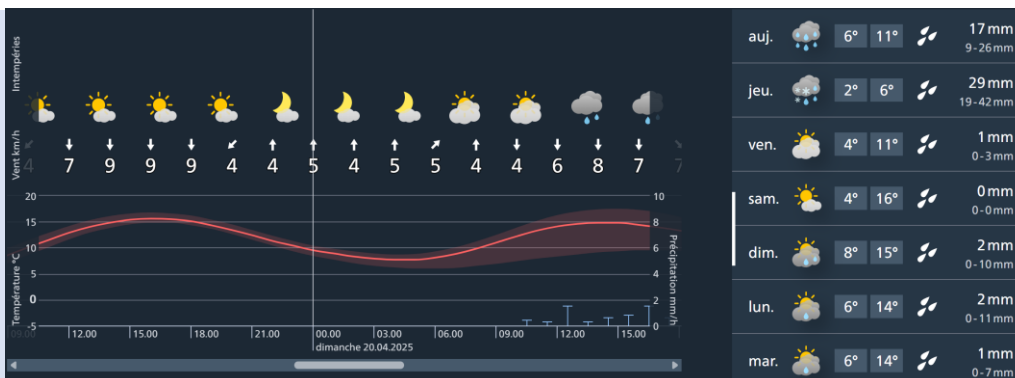 Intempéries
Vent km/h
4 7 9 9 9 4 4 5 4 5 5 4 4 6 8 7 7
Température °C
20
15
10
5
0
-5
10
8
6
4
2
0
Précipitation mm/h
09.00 12.00 15.00 18.00 21.00 00.00 03.00 06.00 09.00 12.00 15.00
dimanche 20.04.2025
auj. 6° 11° 17 mm
9-26 mm
jeu. 2° 6° 29 mm
19-42 mm
ven. 4° 11° 1 mm
0-3 mm
sam. 4° 16° 0 mm
0-0 mm
dim. 8° 15° 2 mm
0-10 mm
lun. 6° 14° 2 mm
0-11 mm
mar. 6° 14° 1 mm
0-7 mm